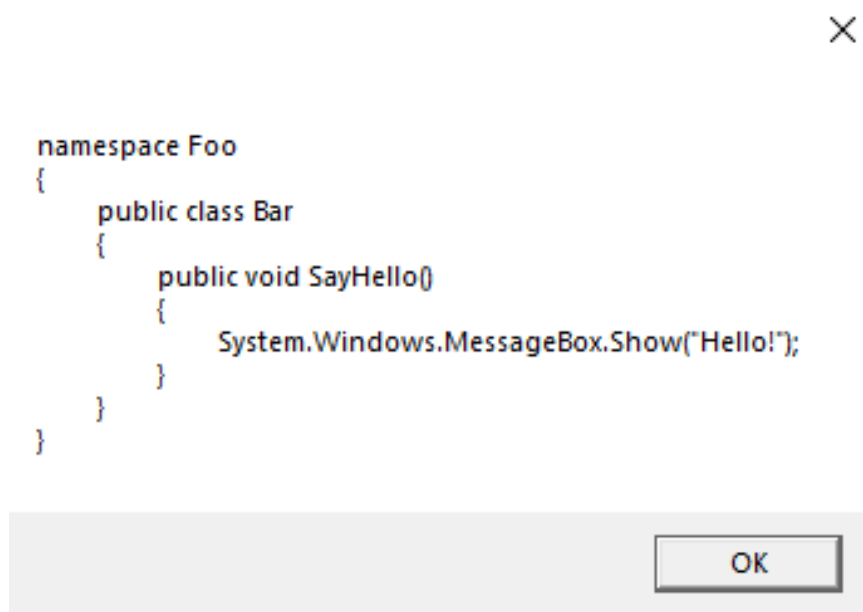 namespace Foo
{
public class Bar
{
public void SayHello()
{
System.Windows.MessageBox.Show("Hello!");
}
}
}
OK